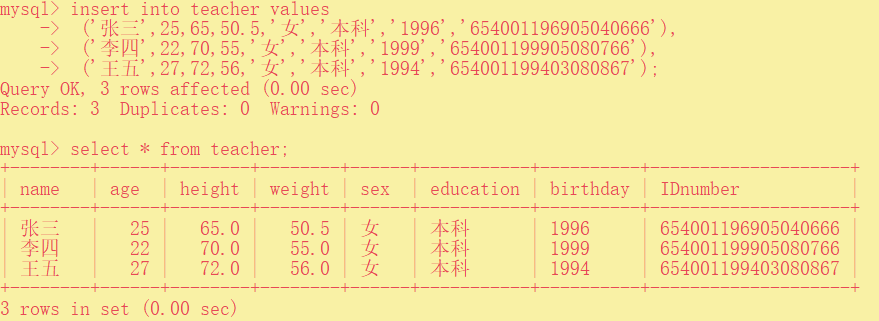 mysql> insert into teacher values
    -> ('张三',25,65,50.5,'女','本科','1996','654001196905040666'),
    -> ('李四',22,70,55,'女','本科','1999','654001199905080766'),
    -> ('王五',27,72,56,'女','本科','1994','654001199403080867');
Query OK, 3 rows affected (0.00 sec)
Records: 3  Duplicates: 0  Warnings: 0

mysql> select * from teacher;
+--------+------+--------+--------+------+-----------+----------+--------------------+
| name   | age  | height | weight | sex  | education | birthday | IDnumber           |
+--------+------+--------+--------+------+-----------+----------+--------------------+
| 张三   |   25 |   65.0 |   50.5 | 女   | 本科      | 1996     | 654001196905040666 |
| 李四   |   22 |   70.0 |   55.0 | 女   | 本科      | 1999     | 654001199905080766 |
| 王五   |   27 |   72.0 |   56.0 | 女   | 本科      | 1994     | 654001199403080867 |
+--------+------+--------+--------+------+-----------+----------+--------------------+
3 rows in set (0.00 sec)